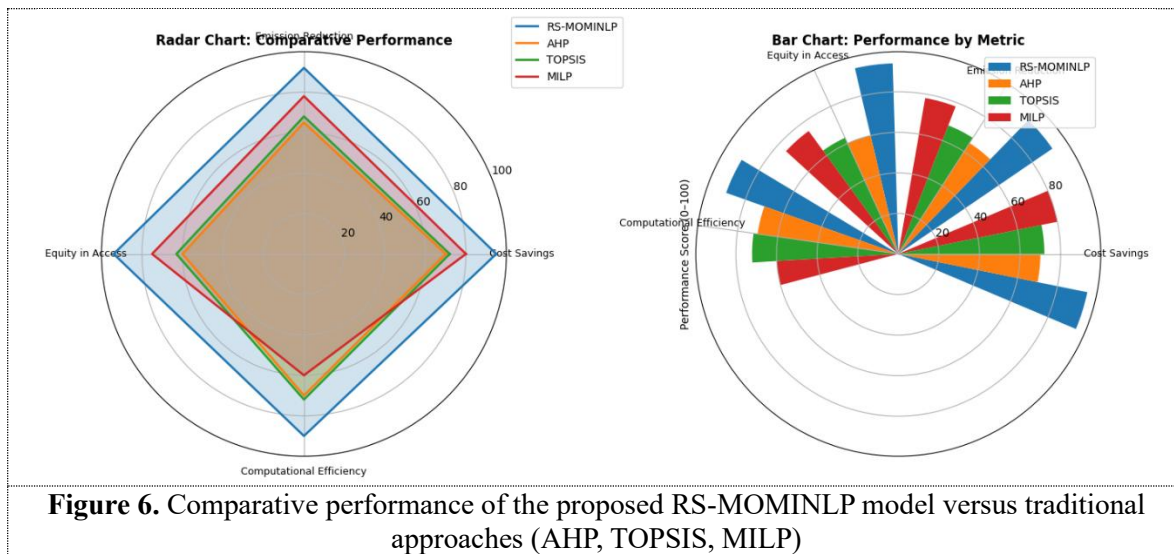 Radar Chart: Comparative Performance
Emission Reduction
RS-MOMINLP
AHP
TOPSIS
MILP
100
80
60
40
20
Equity in Access
Cost Savings
Computational Efficiency
Bar Chart: Performance by Metric
Equity in Access
Emission Reduction
RS-MOMINLP
AHP
TOPSIS
MILP
80
60
40
20
Computational Efficiency
Cost Savings
Performance Score (0–100)
Figure 6. Comparative performance of the proposed RS-MOMINLP model versus traditional
approaches (AHP, TOPSIS, MILP)